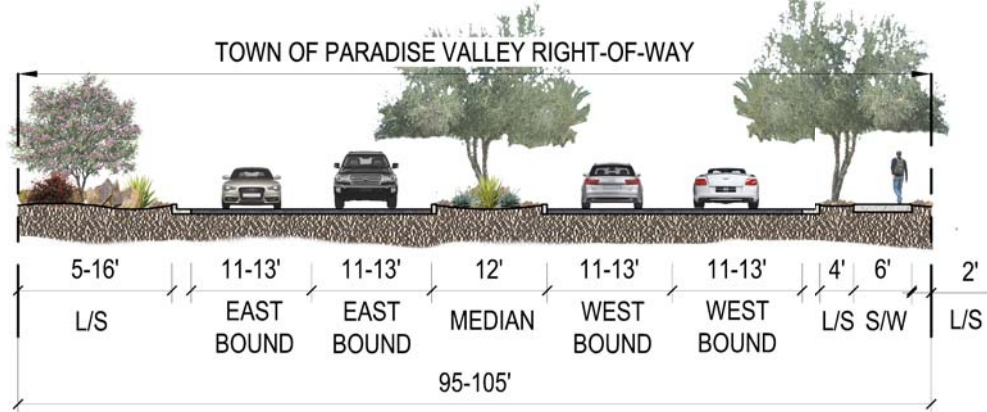 TOWN OF PARADISE VALLEY RIGHT-OF-WAY
5-16' 11-13' 11-13' 12' 11-13' 11-13' 4' 6' 2'
L/S EAST BOUND EAST BOUND MEDIAN WEST BOUND WEST BOUND L/S S/W L/S
95-105'